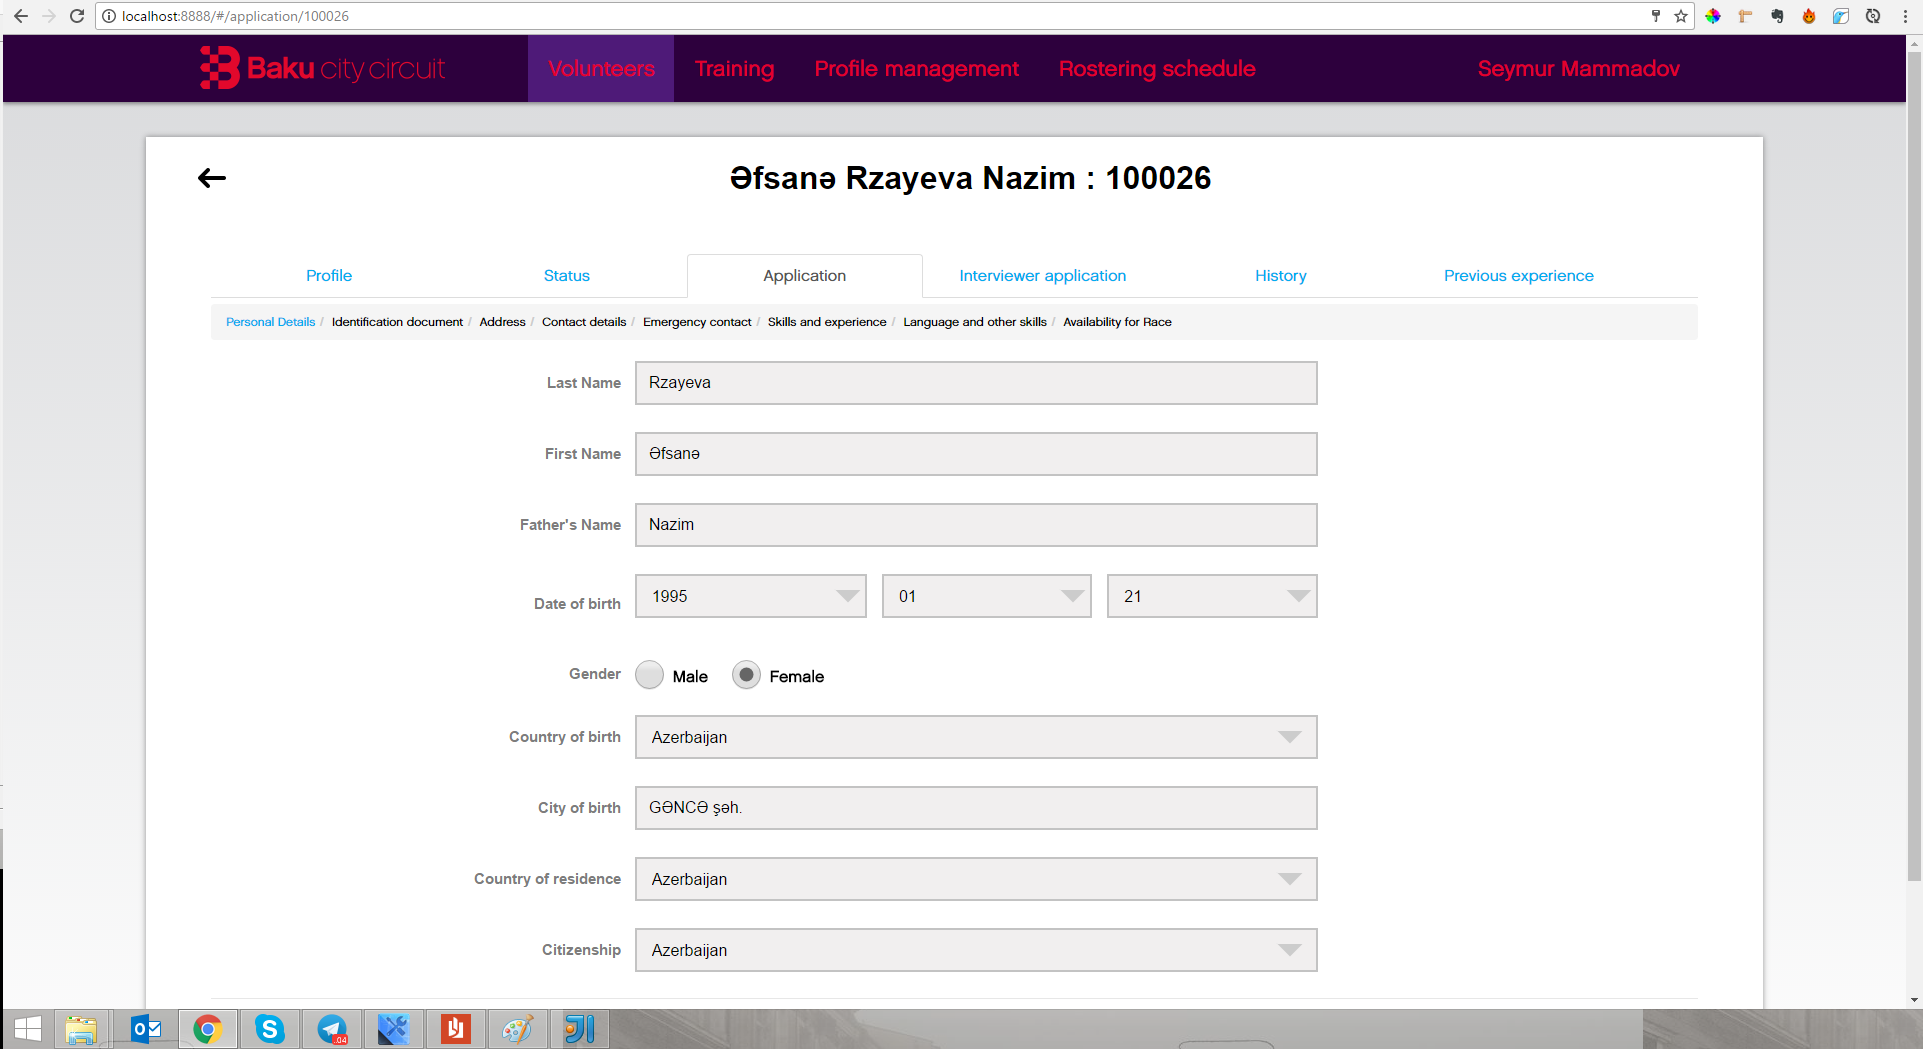 localhost:8888/#/application/100026
Baku city circuit
Volunteers Training Profile management Rostering schedule Seymur Mammadov
Əfsanə Rzayeva Nazim : 100026
Profile Status Application Interviewer application History Previous experience
Personal Details / Identification document / Address / Contact details / Emergency contact / Skills and experience / Language and other skills / Availability for Race
Last Name Rzayeva
First Name Əfsanə
Father's Name Nazim
Date of birth 1995 01 21
Gender Male Female
Country of birth Azerbaijan
City of birth GƏNCƏ şəh.
Country of residence Azerbaijan
Citizenship Azerbaijan